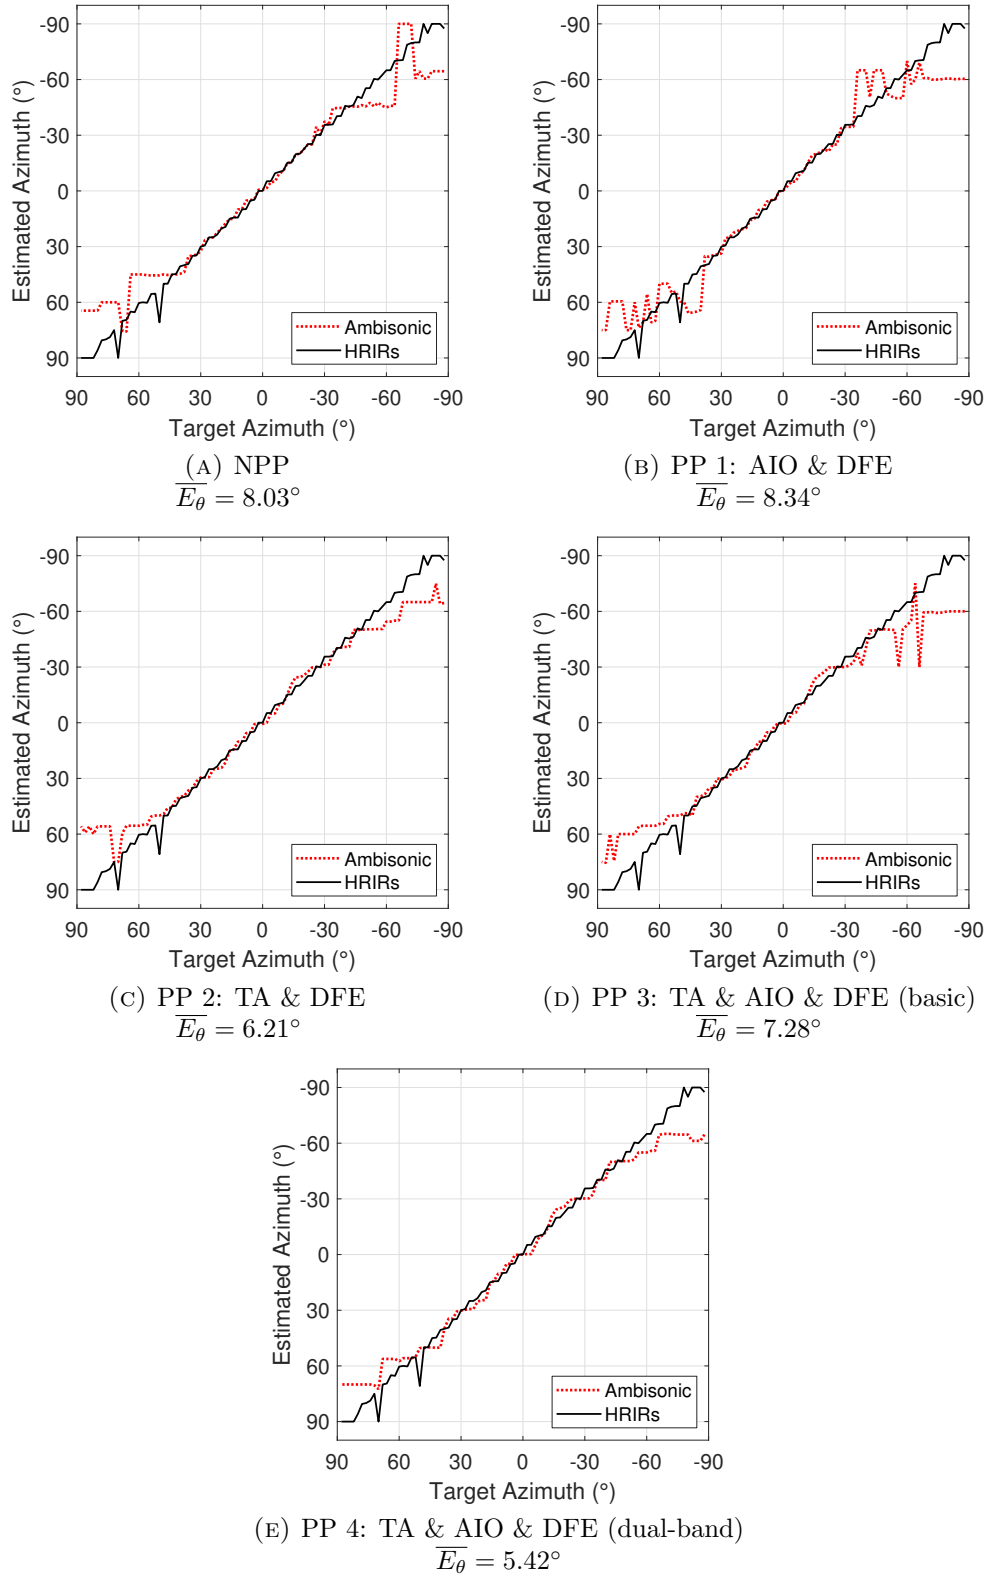 -90
-60
-30
0
30
60
90
Estimated Azimuth (°)
Ambisonic
HRIRs
90 60 30 0 -30 -60 -90
Target Azimuth (°)
(A) NPP
E̅θ̅ = 8.03°
-90
-60
-30
0
30
60
90
Estimated Azimuth (°)
Ambisonic
HRIRs
90 60 30 0 -30 -60 -90
Target Azimuth (°)
(B) PP 1: AIO & DFE
E̅θ̅ = 8.34°
-90
-60
-30
0
30
60
90
Estimated Azimuth (°)
Ambisonic
HRIRs
90 60 30 0 -30 -60 -90
Target Azimuth (°)
(C) PP 2: TA & DFE
E̅θ̅ = 6.21°
-90
-60
-30
0
30
60
90
Estimated Azimuth (°)
Ambisonic
HRIRs
90 60 30 0 -30 -60 -90
Target Azimuth (°)
(D) PP 3: TA & AIO & DFE (basic)
E̅θ̅ = 7.28°
-90
-60
-30
0
30
60
90
Estimated Azimuth (°)
Ambisonic
HRIRs
90 60 30 0 -30 -60 -90
Target Azimuth (°)
(E) PP 4: TA & AIO & DFE (dual-band)
E̅θ̅ = 5.42°